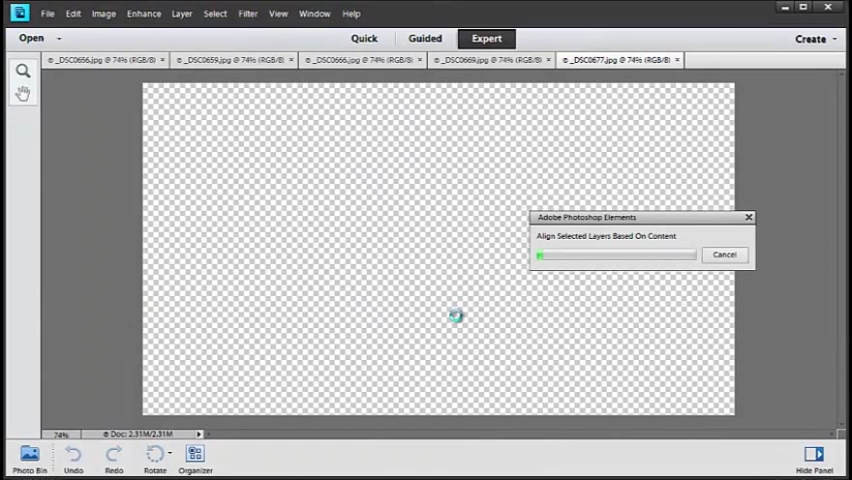 File Edit Image Enhance Layer Select Filter View Window Help
Open Quick Guided Expert Create
_DSC0656.jpg @ 74% (RGB/8) × _DSC0659.jpg @ 74% (RGB/8) × _DSC0666.jpg @ 74% (RGB/8) × _DSC0669.jpg @ 74% (RGB/8) × _DSC0677.jpg @ 74% (RGB/8) ×
Adobe Photoshop Elements
Align Selected Layers Based On Content
Cancel
74% Doc: 2.31M/2.31M
Photo Bin Undo Redo Rotate Organizer Hide Panel